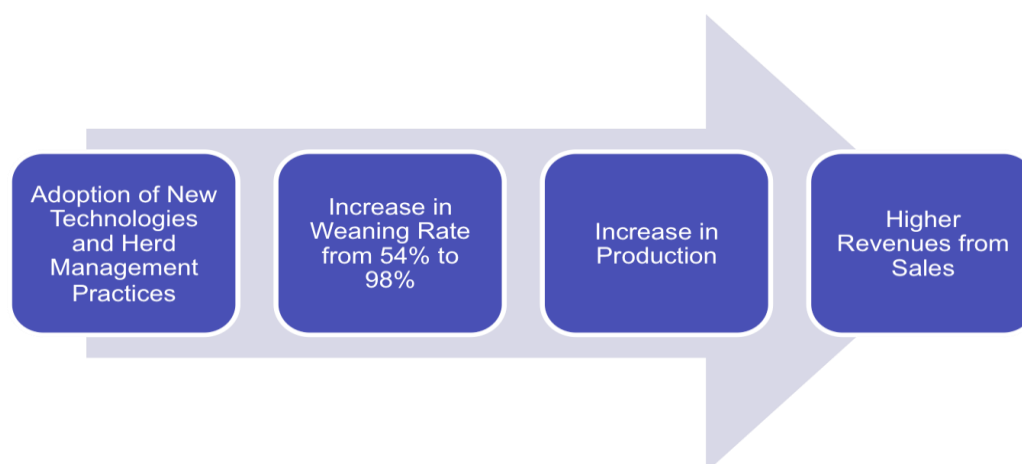 Adoption of New
Technologies
and Herd
Management
Practices
Increase in
Weaning Rate
from 54% to
98%
Increase in
Production
Higher
Revenues from
Sales